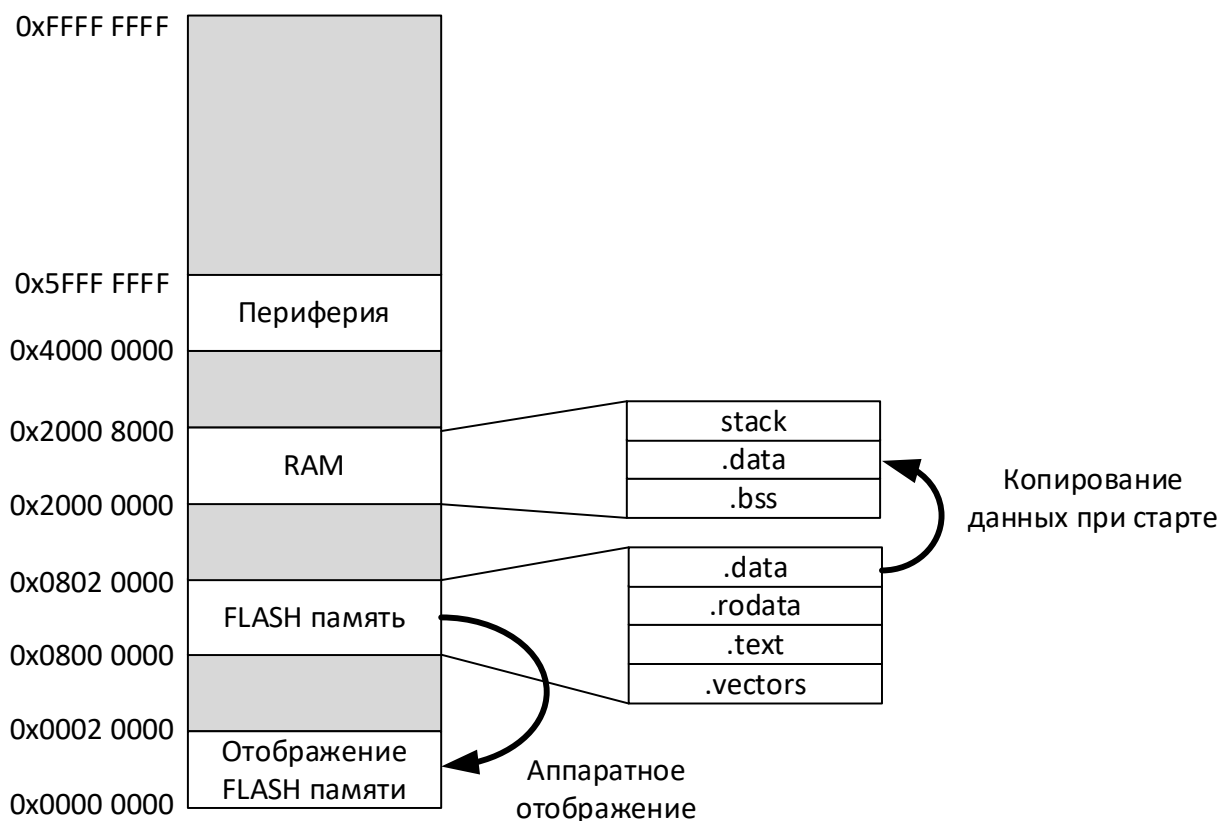 0xFFFF FFFF
0x5FFF FFFF
Периферия
0x4000 0000
0x2000 8000
RAM
0x2000 0000
stack
.data
.bss
Копирование
данных при старте
0x0802 0000
FLASH память
0x0800 0000
.data
.rodata
.text
.vectors
0x0002 0000
Отображение
FLASH памяти
0x0000 0000
Аппаратное
отображение